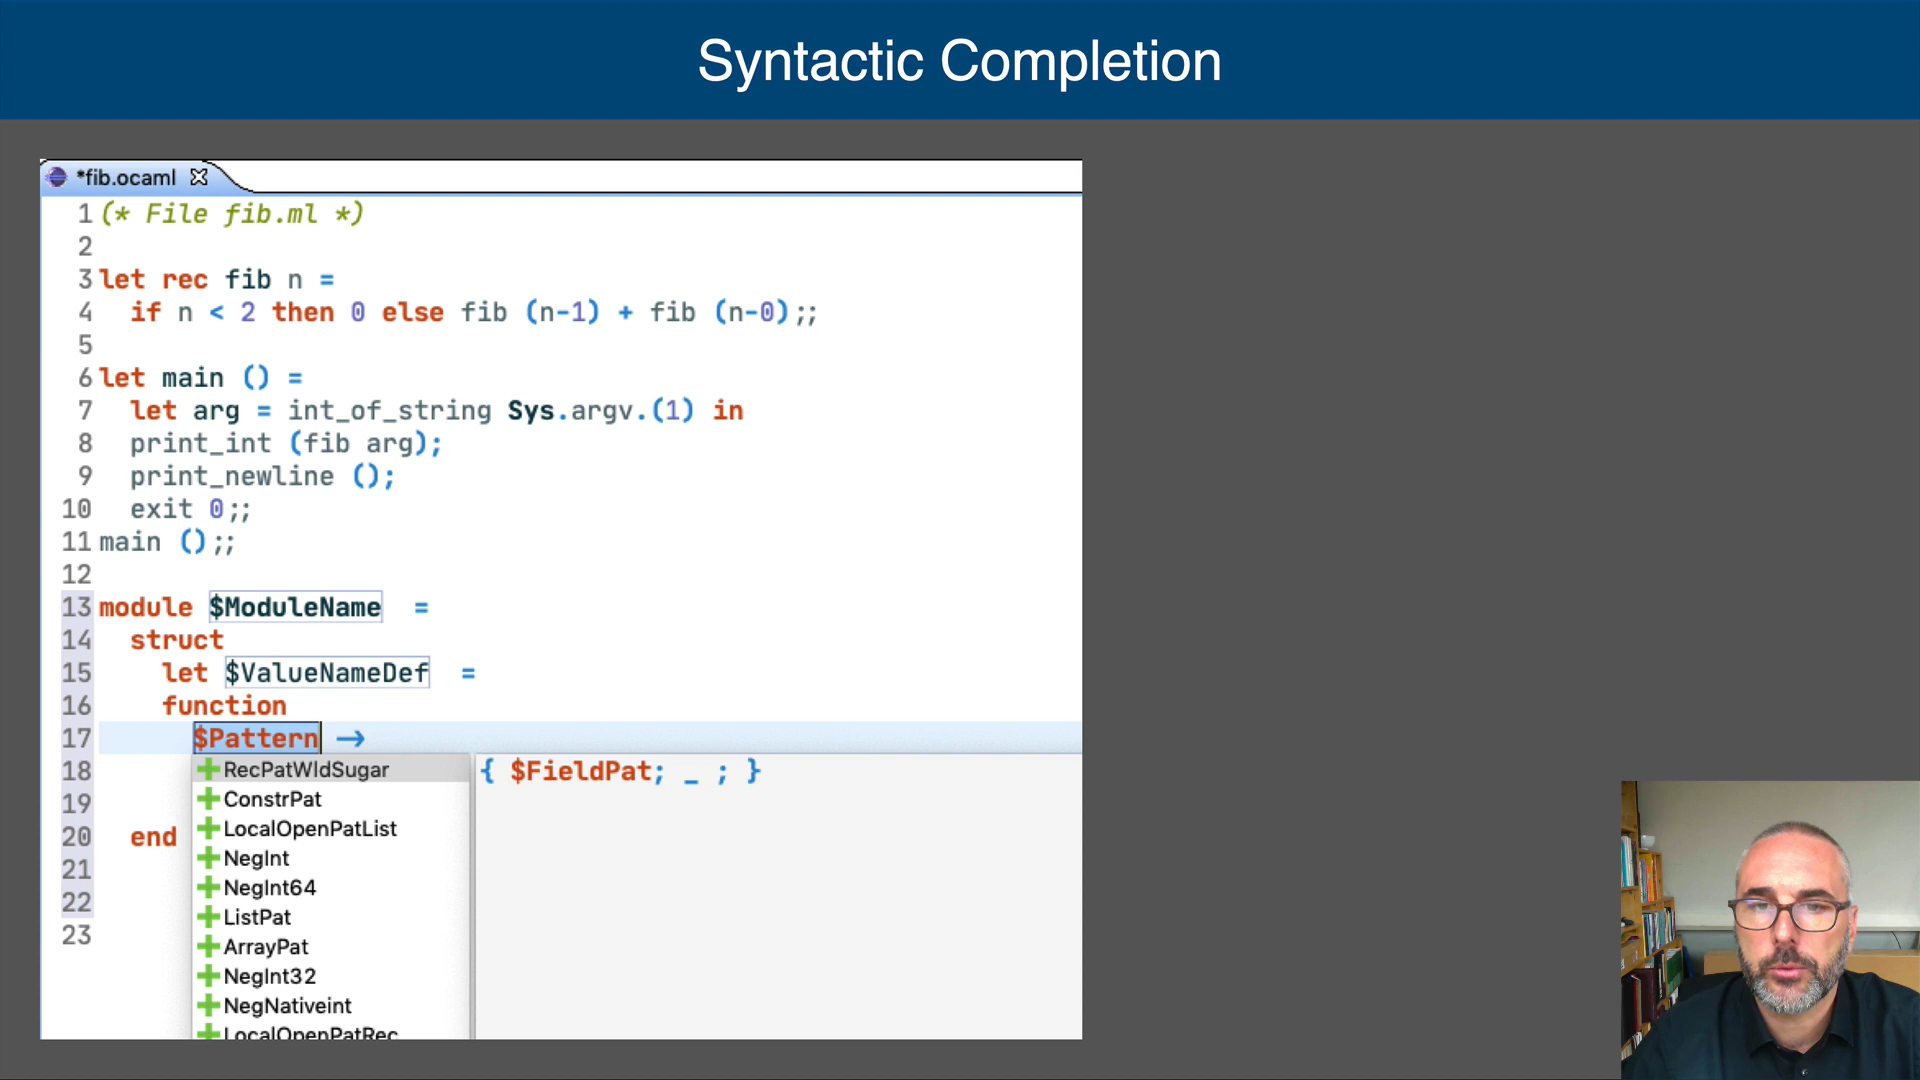 Syntactic Completion
*fib.ocaml
1 (* File fib.ml *)
2
3 let rec fib n =
4 if n < 2 then 0 else fib (n-1) + fib (n-0);;
5
6 let main () =
7 let arg = int_of_string Sys.argv.(1) in
8 print_int (fib arg);
9 print_newline ();
10 exit 0;;
11 main ();;
12
13 module $ModuleName =
14 struct
15 let $ValueNameDef =
16 function
17 $Pattern ->
18 RecPatWldSugar { $FieldPat; _ ; }
ConstrPat
19 LocalOpenPatList
20 end NegInt
21 NegInt64
22 ListPat
23 ArrayPat
NegInt32
NegNativeint
LocalOpenPatRec